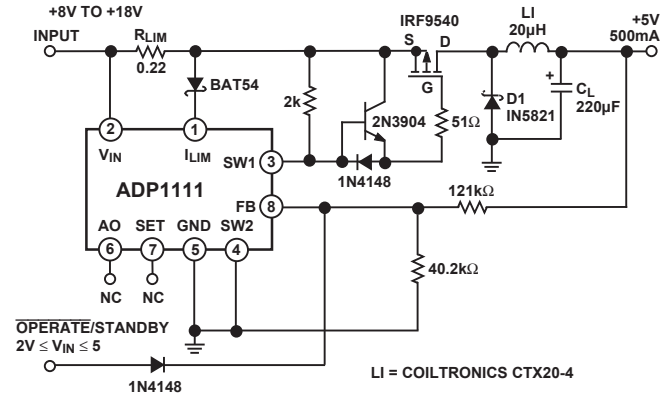 +8V TO +18V
INPUT
RLIM
0.22
BAT54
2k
IRF9540
S
D
G
2N3904
51Ω
1N4148
LI
20µH
+5V
500mA
D1
IN5821
+
CL
220µF
2
VIN
1
ILIM
SW1
3
ADP1111
FB
8
AO
SET
GND
SW2
6
7
5
4
NC
NC
121kΩ
40.2kΩ
OPERATE/STANDBY
2V ≤ VIN ≤ 5
1N4148
LI = COILTRONICS CTX20-4